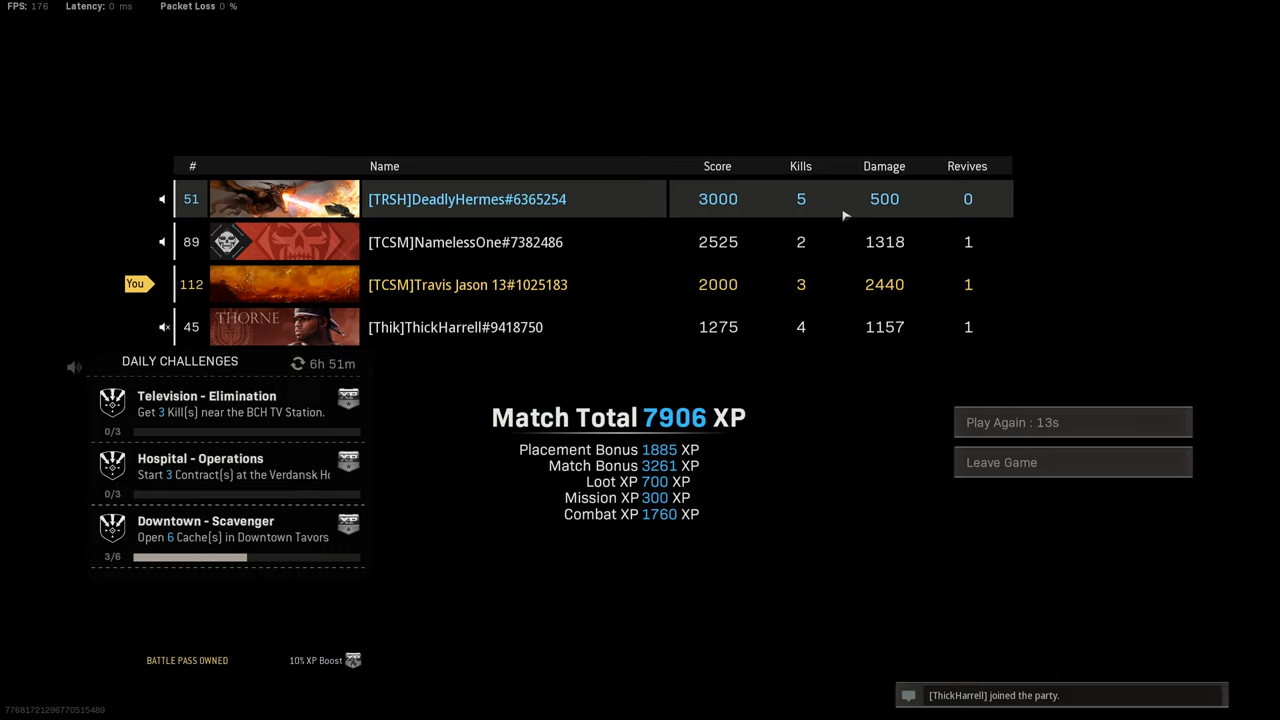 FPS: 176 Latency: 0 ms Packet Loss 0 %
# Name Score Kills Damage Revives
51 [TRSH]DeadlyHermes#6365254 3000 5 500 0
89 [TCSM]NamelessOne#7382486 2525 2 1318 1
You 112 [TCSM]Travis Jason 13#1025183 2000 3 2440 1
45 THORNE [Thik]ThickHarrell#9418750 1275 4 1157 1
DAILY CHALLENGES 6h 51m
Television - Elimination
Get 3 Kill(s) near the BCH TV Station.
0/3
Hospital - Operations
Start 3 Contract(s) at the Verdansk Ho
0/3
Downtown - Scavenger
Open 6 Cache(s) in Downtown Tavors
3/6
Match Total 7906 XP
Placement Bonus 1885 XP
Match Bonus 3261 XP
Loot XP 700 XP
Mission XP 300 XP
Combat XP 1760 XP
Play Again : 13s
Leave Game
BATTLE PASS OWNED 10% XP Boost
[ThickHarrell] joined the party.
77681721296770515489